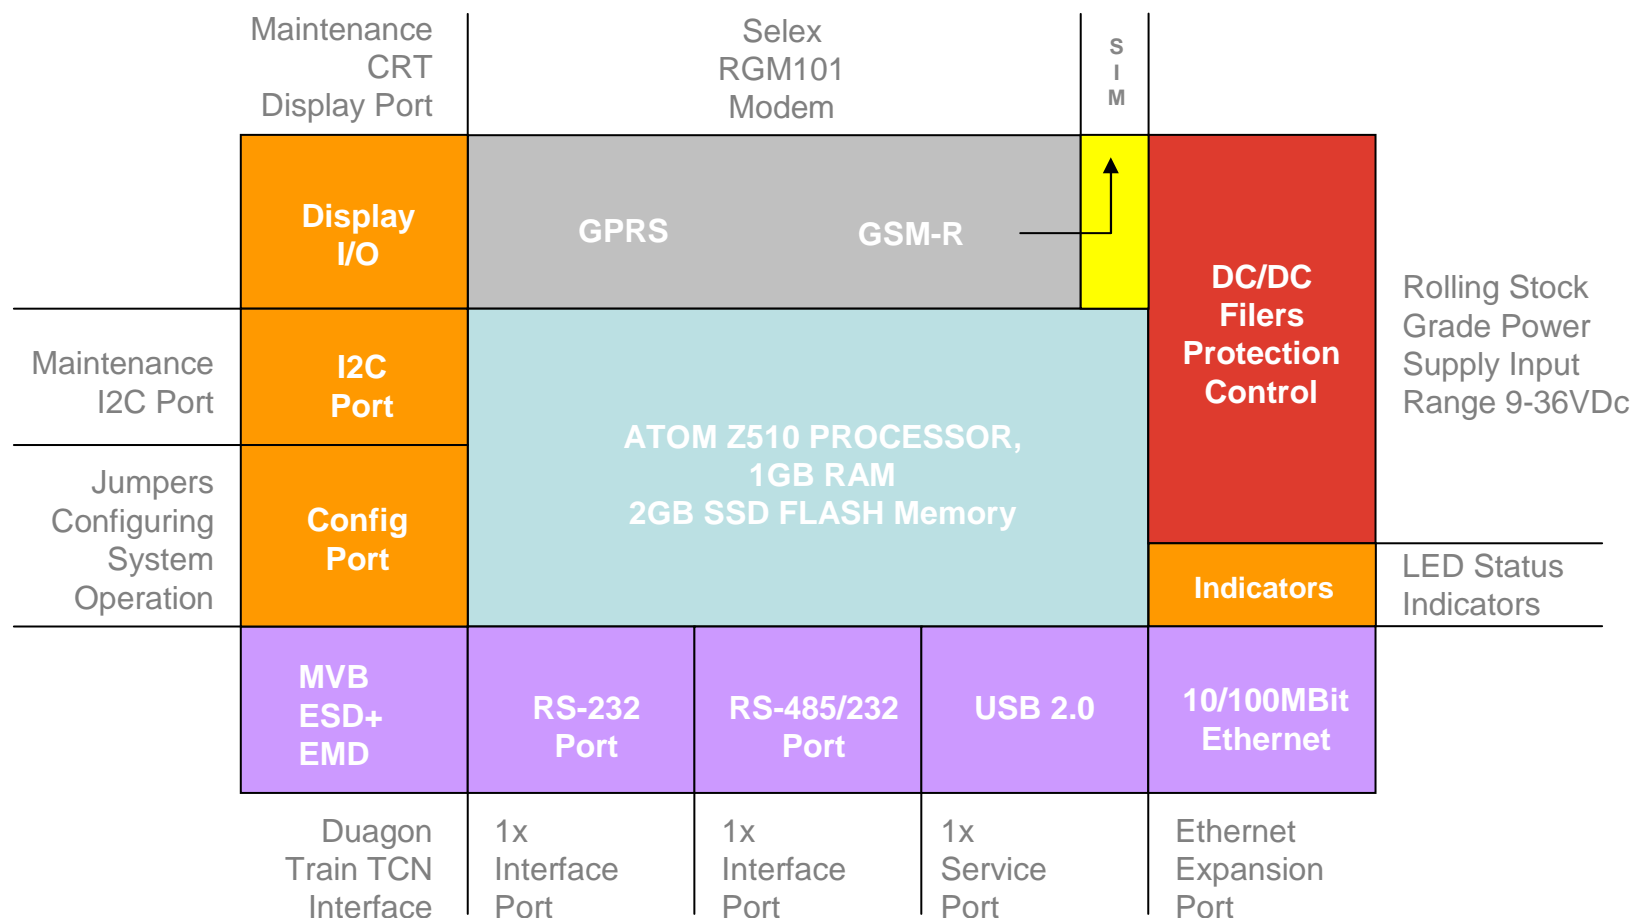 Maintenance
CRT
Display Port
Selex
RGM101
Modem
S
I
M
Display
I/O
GPRS
GSM-R
DC/DC
Filers
Protection
Control
Rolling Stock
Grade Power
Supply Input
Range 9-36VDc
Maintenance
I2C Port
I2C
Port
ATOM Z510 PROCESSOR,
1GB RAM
2GB SSD FLASH Memory
Jumpers
Configuring
System
Operation
Config
Port
Indicators
LED Status
Indicators
MVB
ESD+
EMD
RS-232
Port
RS-485/232
Port
USB 2.0
10/100MBit
Ethernet
Duagon
Train TCN
Interface
1x
Interface
Port
1x
Interface
Port
1x
Service
Port
Ethernet
Expansion
Port